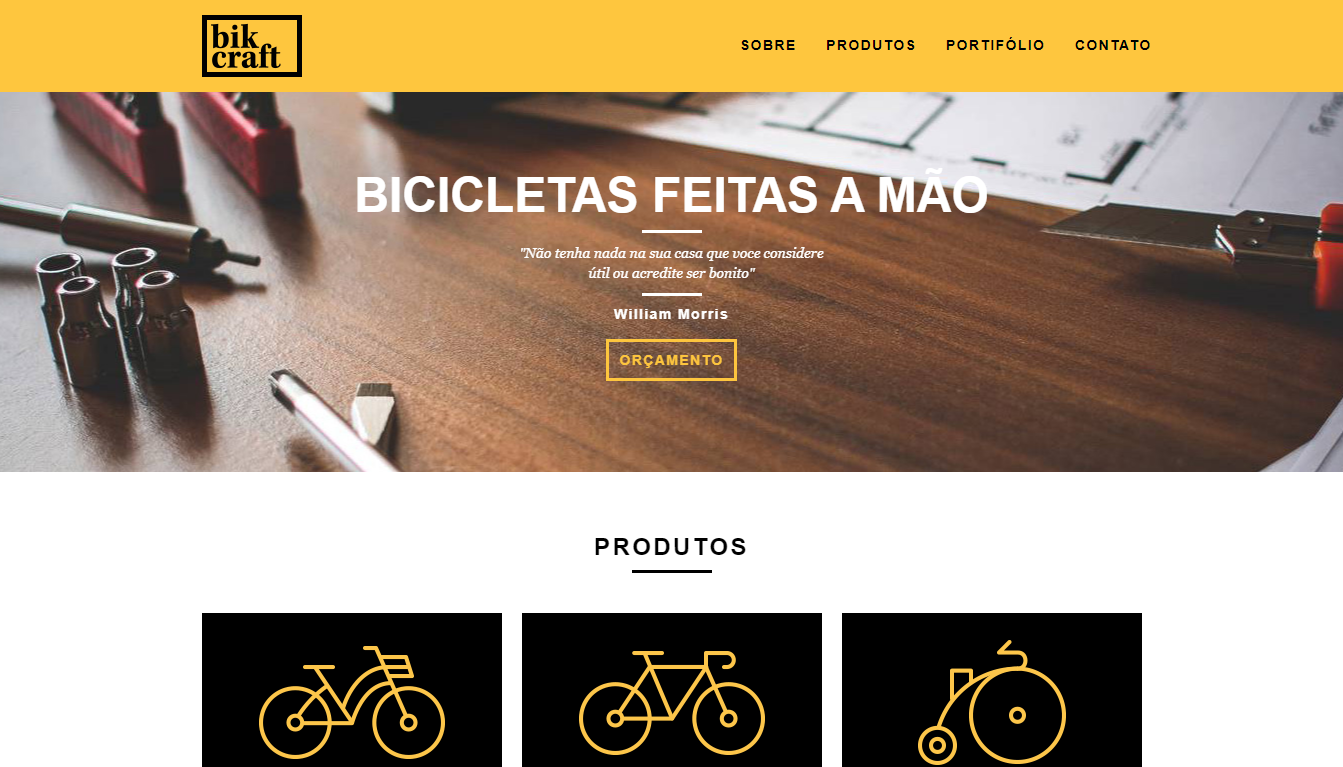 bik
craft
SOBRE PRODUTOS PORTIFÓLIO CONTATO
BICICLETAS FEITAS A MÃO
"Não tenha nada na sua casa que voce considere
útil ou acredite ser bonito"
William Morris
ORÇAMENTO
PRODUTOS